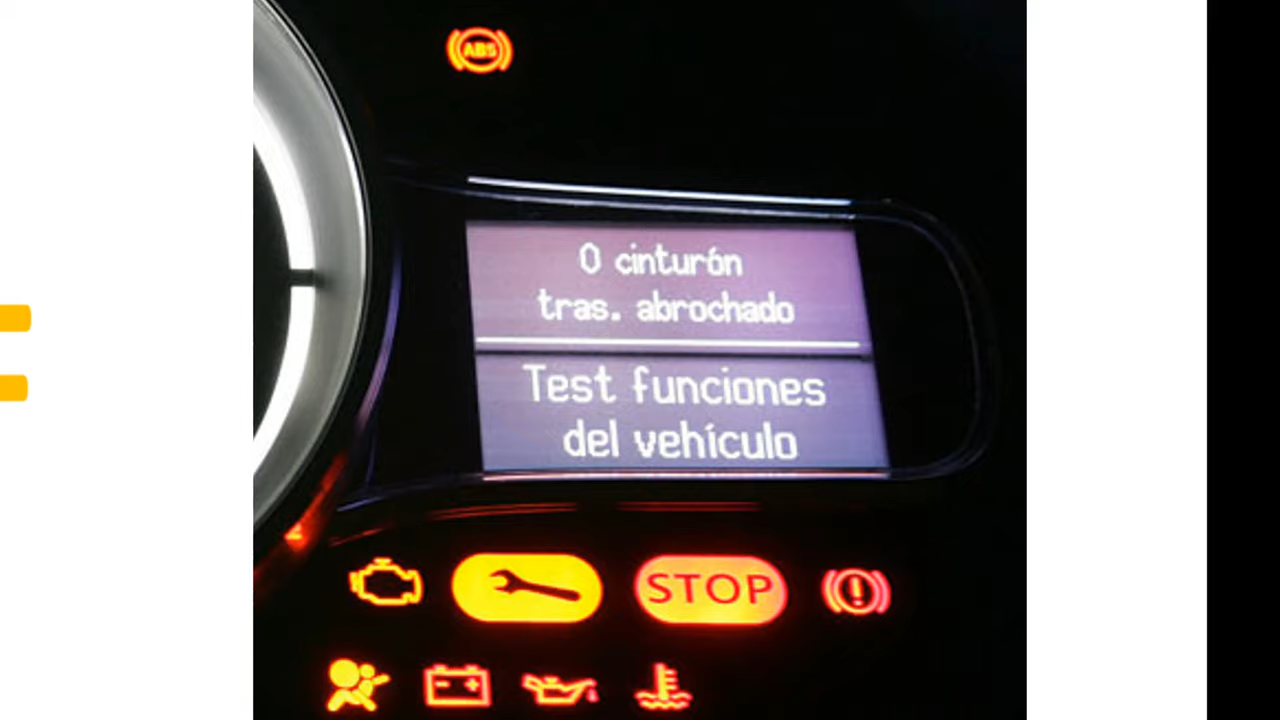 ABS
0 cinturón
tras. abrochado
Test funciones
del vehículo
STOP